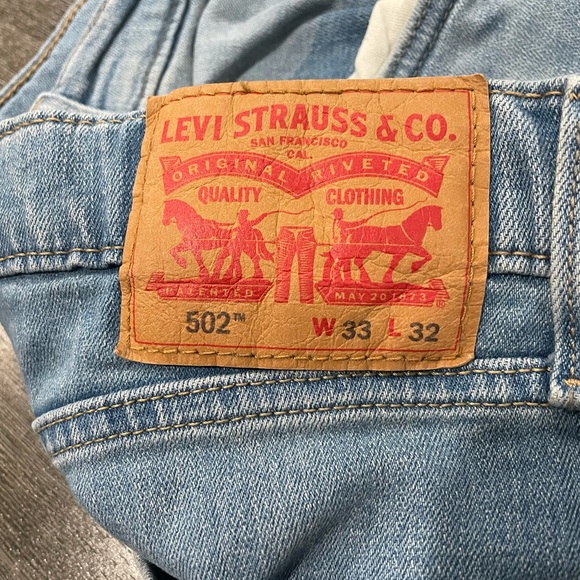 LEVI STRAUSS & CO.
SAN FRANCISCO
CAL.
ORIGINAL RIVETED
QUALITY CLOTHING
PATENTED MAY 20 1873
502™ W 33 L 32